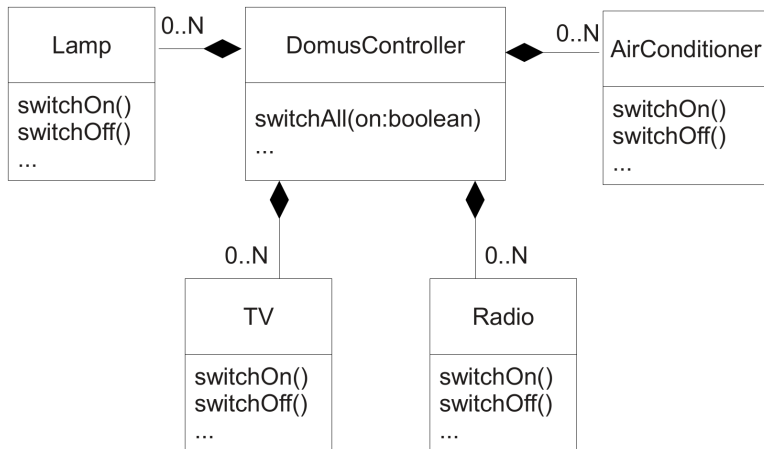 Lamp
switchOn()
switchOff()
...
0..N
DomusController
switchAll(on:boolean)
...
0..N
AirConditioner
switchOn()
switchOff()
...
0..N
TV
switchOn()
switchOff()
...
0..N
Radio
switchOn()
switchOff()
...